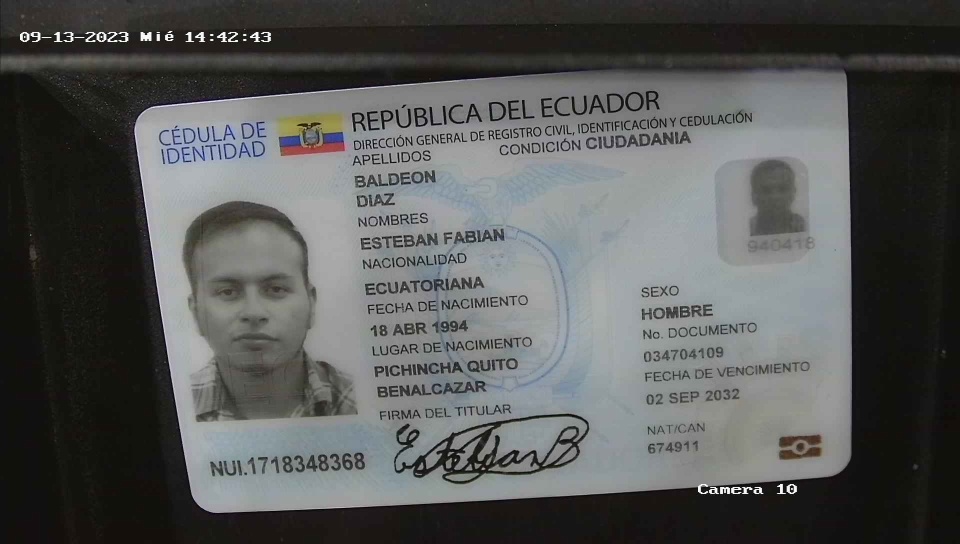 09-13-2023 Mié 14:42:43
CÉDULA DE
IDENTIDAD
REPÚBLICA DEL ECUADOR
DIRECCIÓN GENERAL DE REGISTRO CIVIL, IDENTIFICACIÓN Y CEDULACIÓN
APELLIDOS
CONDICIÓN CIUDADANIA
BALDEON
DIAZ
NOMBRES
ESTEBAN FABIAN
NACIONALIDAD
ECUATORIANA
FECHA DE NACIMIENTO
18 ABR 1994
LUGAR DE NACIMIENTO
PICHINCHA QUITO
BENALCAZAR
FIRMA DEL TITULAR
Esteban B
940418
SEXO
HOMBRE
No. DOCUMENTO
034704109
FECHA DE VENCIMIENTO
02 SEP 2032
NAT/CAN
674911
NUI.1718348368
Camera 10